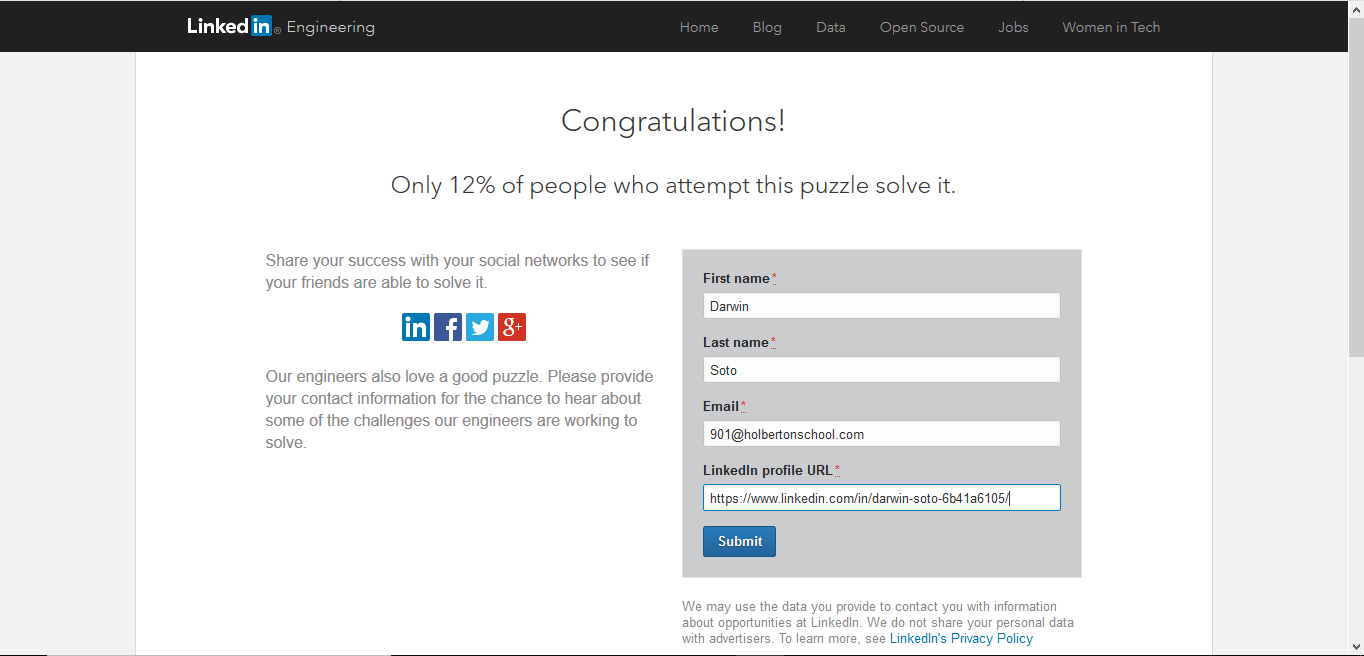 Linked in ® Engineering
Home Blog Data Open Source Jobs Women in Tech
Congratulations!
Only 12% of people who attempt this puzzle solve it.
Share your success with your social networks to see if
your friends are able to solve it.
in f g+
Our engineers also love a good puzzle. Please provide
your contact information for the chance to hear about
some of the challenges our engineers are working to
solve.
First name*
Darwin
Last name*
Soto
Email*
901@holbertonschool.com
LinkedIn profile URL*
https://www.linkedin.com/in/darwin-soto-6b41a6105/
Submit
We may use the data you provide to contact you with information
about opportunities at LinkedIn. We do not share your personal data
with advertisers. To learn more, see LinkedIn's Privacy Policy